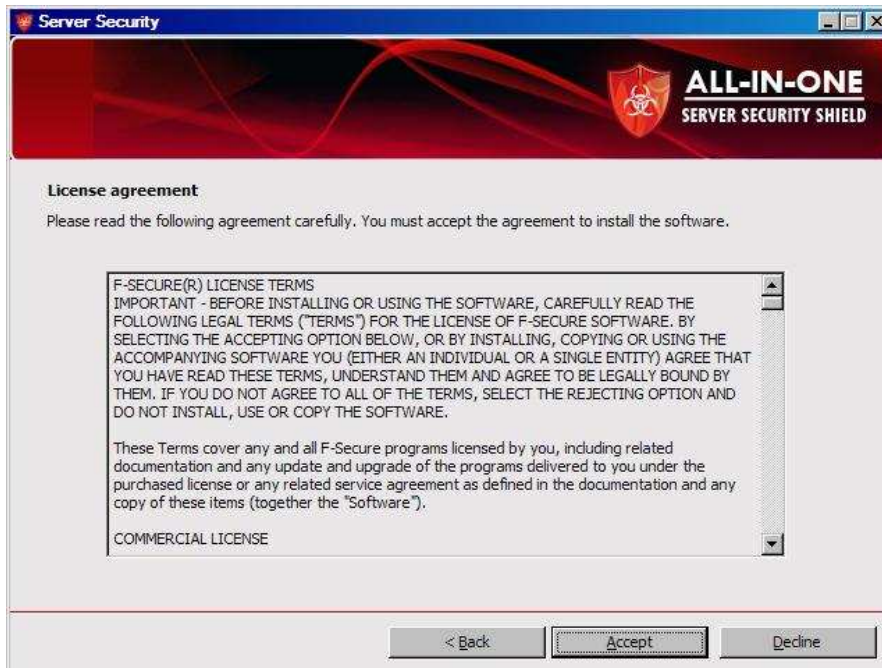 Server Security
ALL-IN-ONE
SERVER SECURITY SHIELD
License agreement
Please read the following agreement carefully. You must accept the agreement to install the software.
F-SECURE(R) LICENSE TERMS
IMPORTANT - BEFORE INSTALLING OR USING THE SOFTWARE, CAREFULLY READ THE
FOLLOWING LEGAL TERMS ("TERMS") FOR THE LICENSE OF F-SECURE SOFTWARE. BY
SELECTING THE ACCEPTING OPTION BELOW, OR BY INSTALLING, COPYING OR USING THE
ACCOMPANYING SOFTWARE YOU (EITHER AN INDIVIDUAL OR A SINGLE ENTITY) AGREE THAT
YOU HAVE READ THESE TERMS, UNDERSTAND THEM AND AGREE TO BE LEGALLY BOUND BY
THEM. IF YOU DO NOT AGREE TO ALL OF THE TERMS, SELECT THE REJECTING OPTION AND
DO NOT INSTALL, USE OR COPY THE SOFTWARE.
These Terms cover any and all F-Secure programs licensed by you, including related
documentation and any update and upgrade of the programs delivered to you under the
purchased license or any related service agreement as defined in the documentation and any
copy of these items (together the "Software").
COMMERCIAL LICENSE
< Back
Accept
Decline